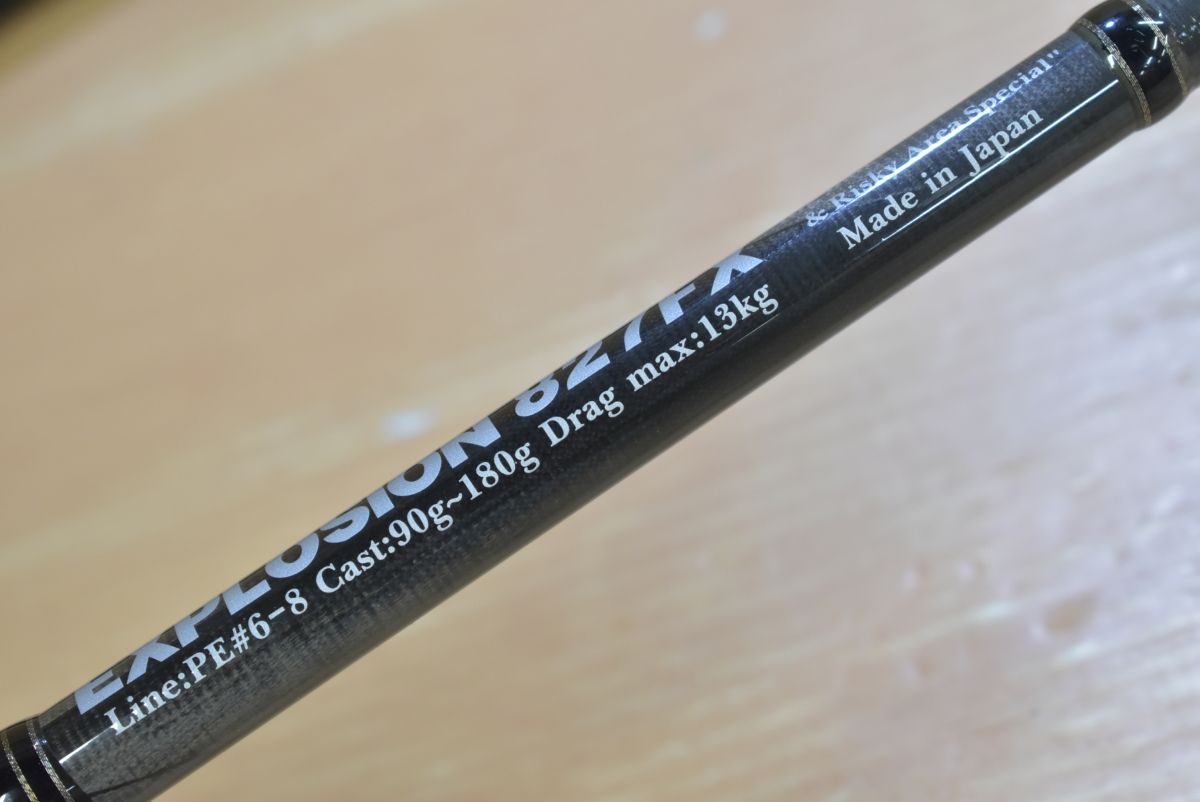 EXPLOSION 827FX
Line:PE#6-8 Cast:90g~180g Drag max:13kg
& Risky Area Special"
Made in Japan